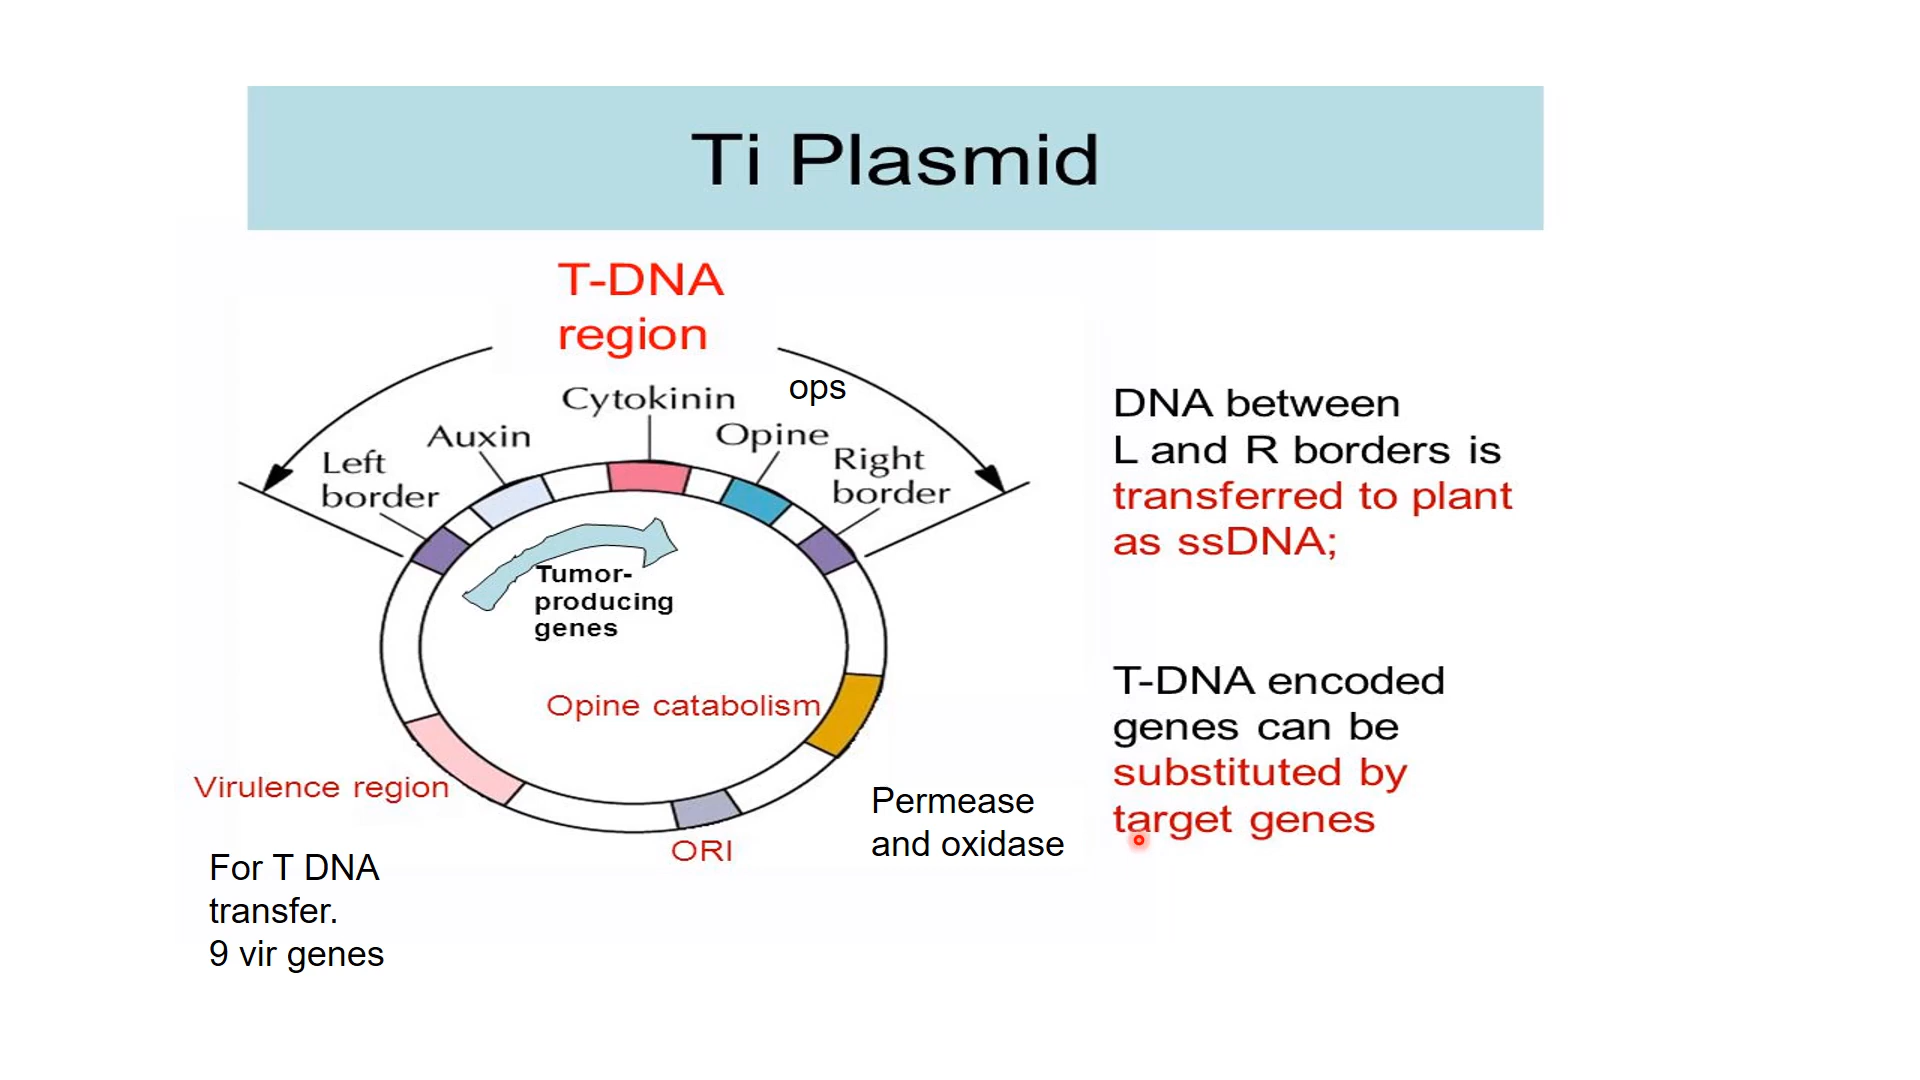 Ti Plasmid
T-DNA
region
ops
Cytokinin
Auxin
Opine
Left
border
Right
border
Tumor-
producing
genes
Opine catabolism
Virulence region
ORI
Permease
and oxidase
For T DNA
transfer.
9 vir genes
DNA between
L and R borders is
transferred to plant
as ssDNA;
T-DNA encoded
genes can be
substituted by
target genes